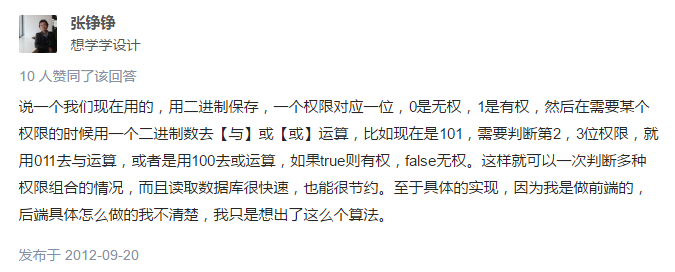 张铮铮
想学学设计
10 人赞同了该回答
说一个我们现在用的，用二进制保存，一个权限对应一位，0是无权，1是有权，然后在需要某个
权限的时候用一个二进制数去【与】或【或】运算，比如现在是101，需要判断第2，3位权限，就
用011去与运算，或者是用100去或运算，如果true则有权，false无权。这样就可以一次判断多种
权限组合的情况，而且读取数据库很快速，也能很节约。至于具体的实现，因为我是做前端的，
后端具体怎么做的我不清楚，我只是想出了这么个算法。
发布于 2012-09-20